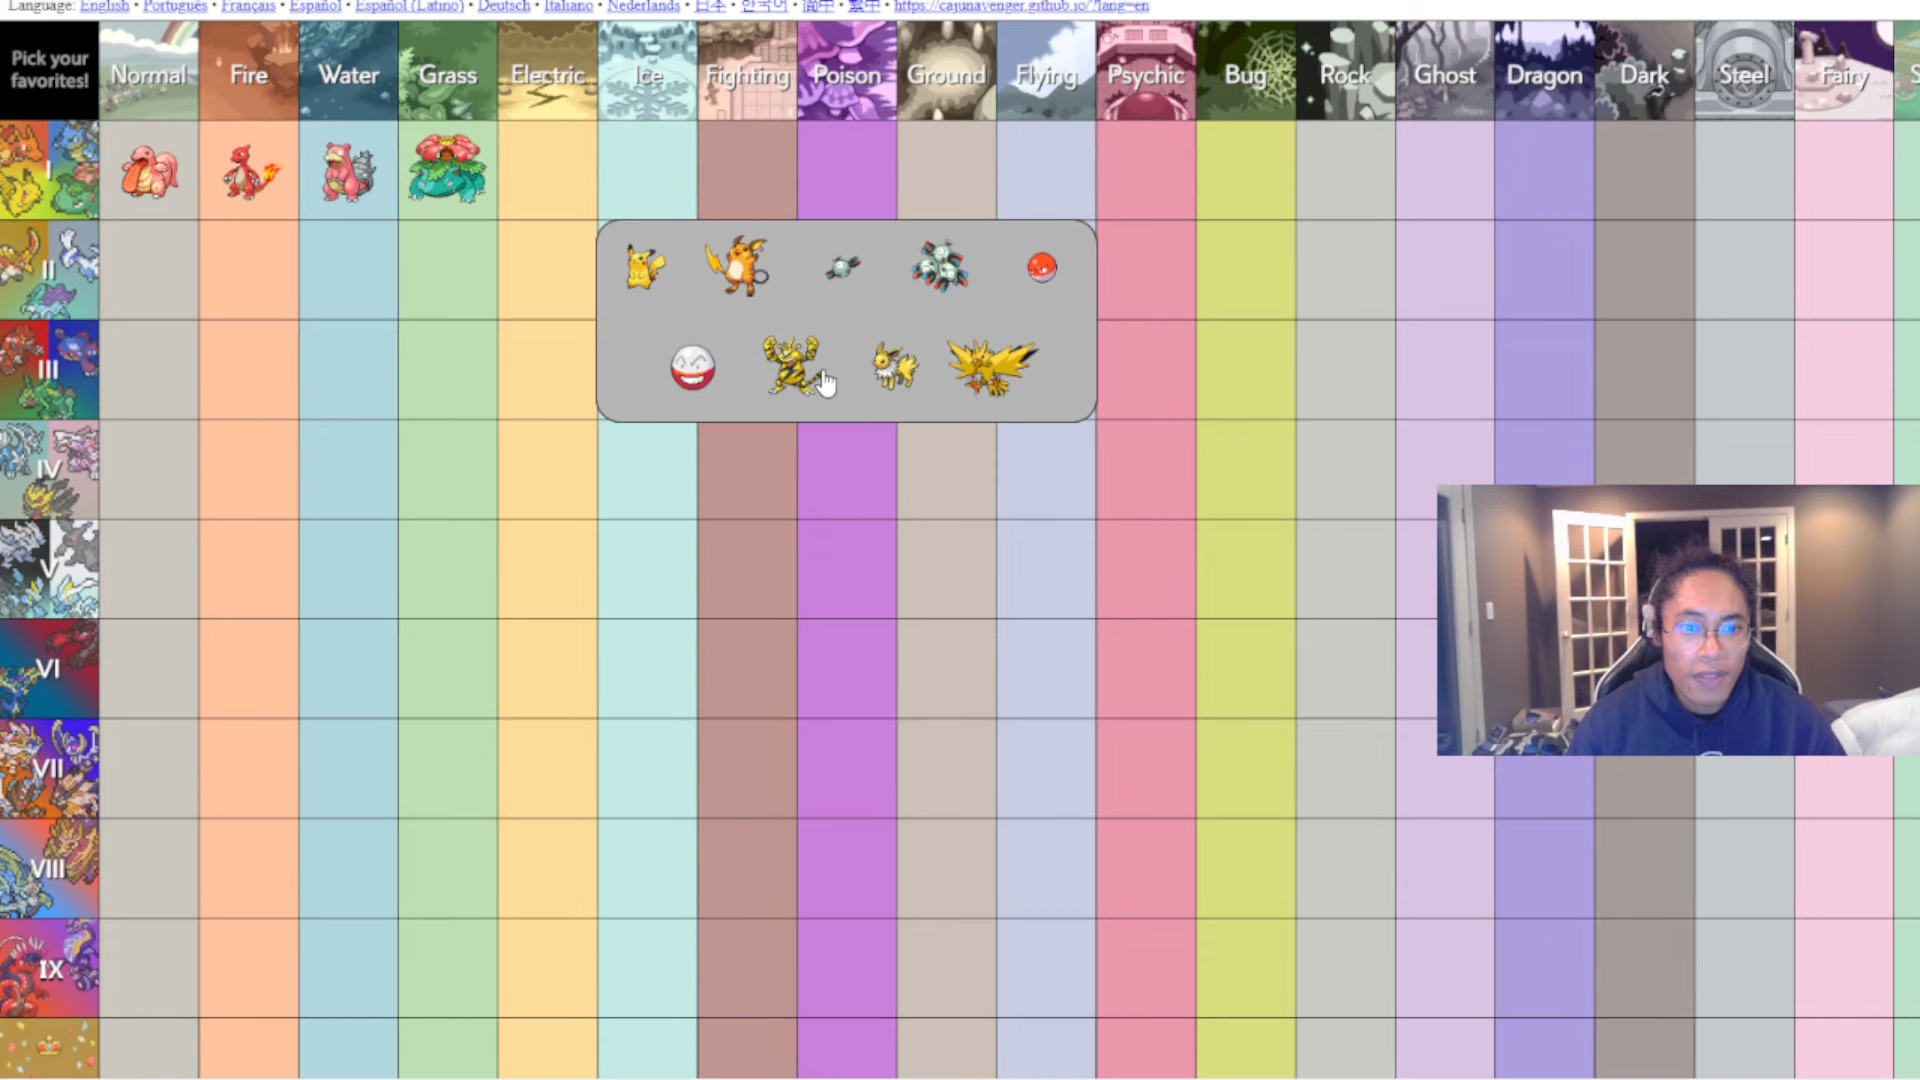 Language: English • Português • Français • Español • Español (Latino) • Deutsch • Italiano • Nederlands • 日本 • 한국어 • 简中 • 繁中 • https://cajunavenger.github.io/?lang=en
Pick your favorites! Normal Fire Water Grass Electric Ice Fighting Poison Ground Flying Psychic Bug Rock Ghost Dragon Dark Steel Fairy S
I
II
III
IV
V
VI
VII
VIII
IX